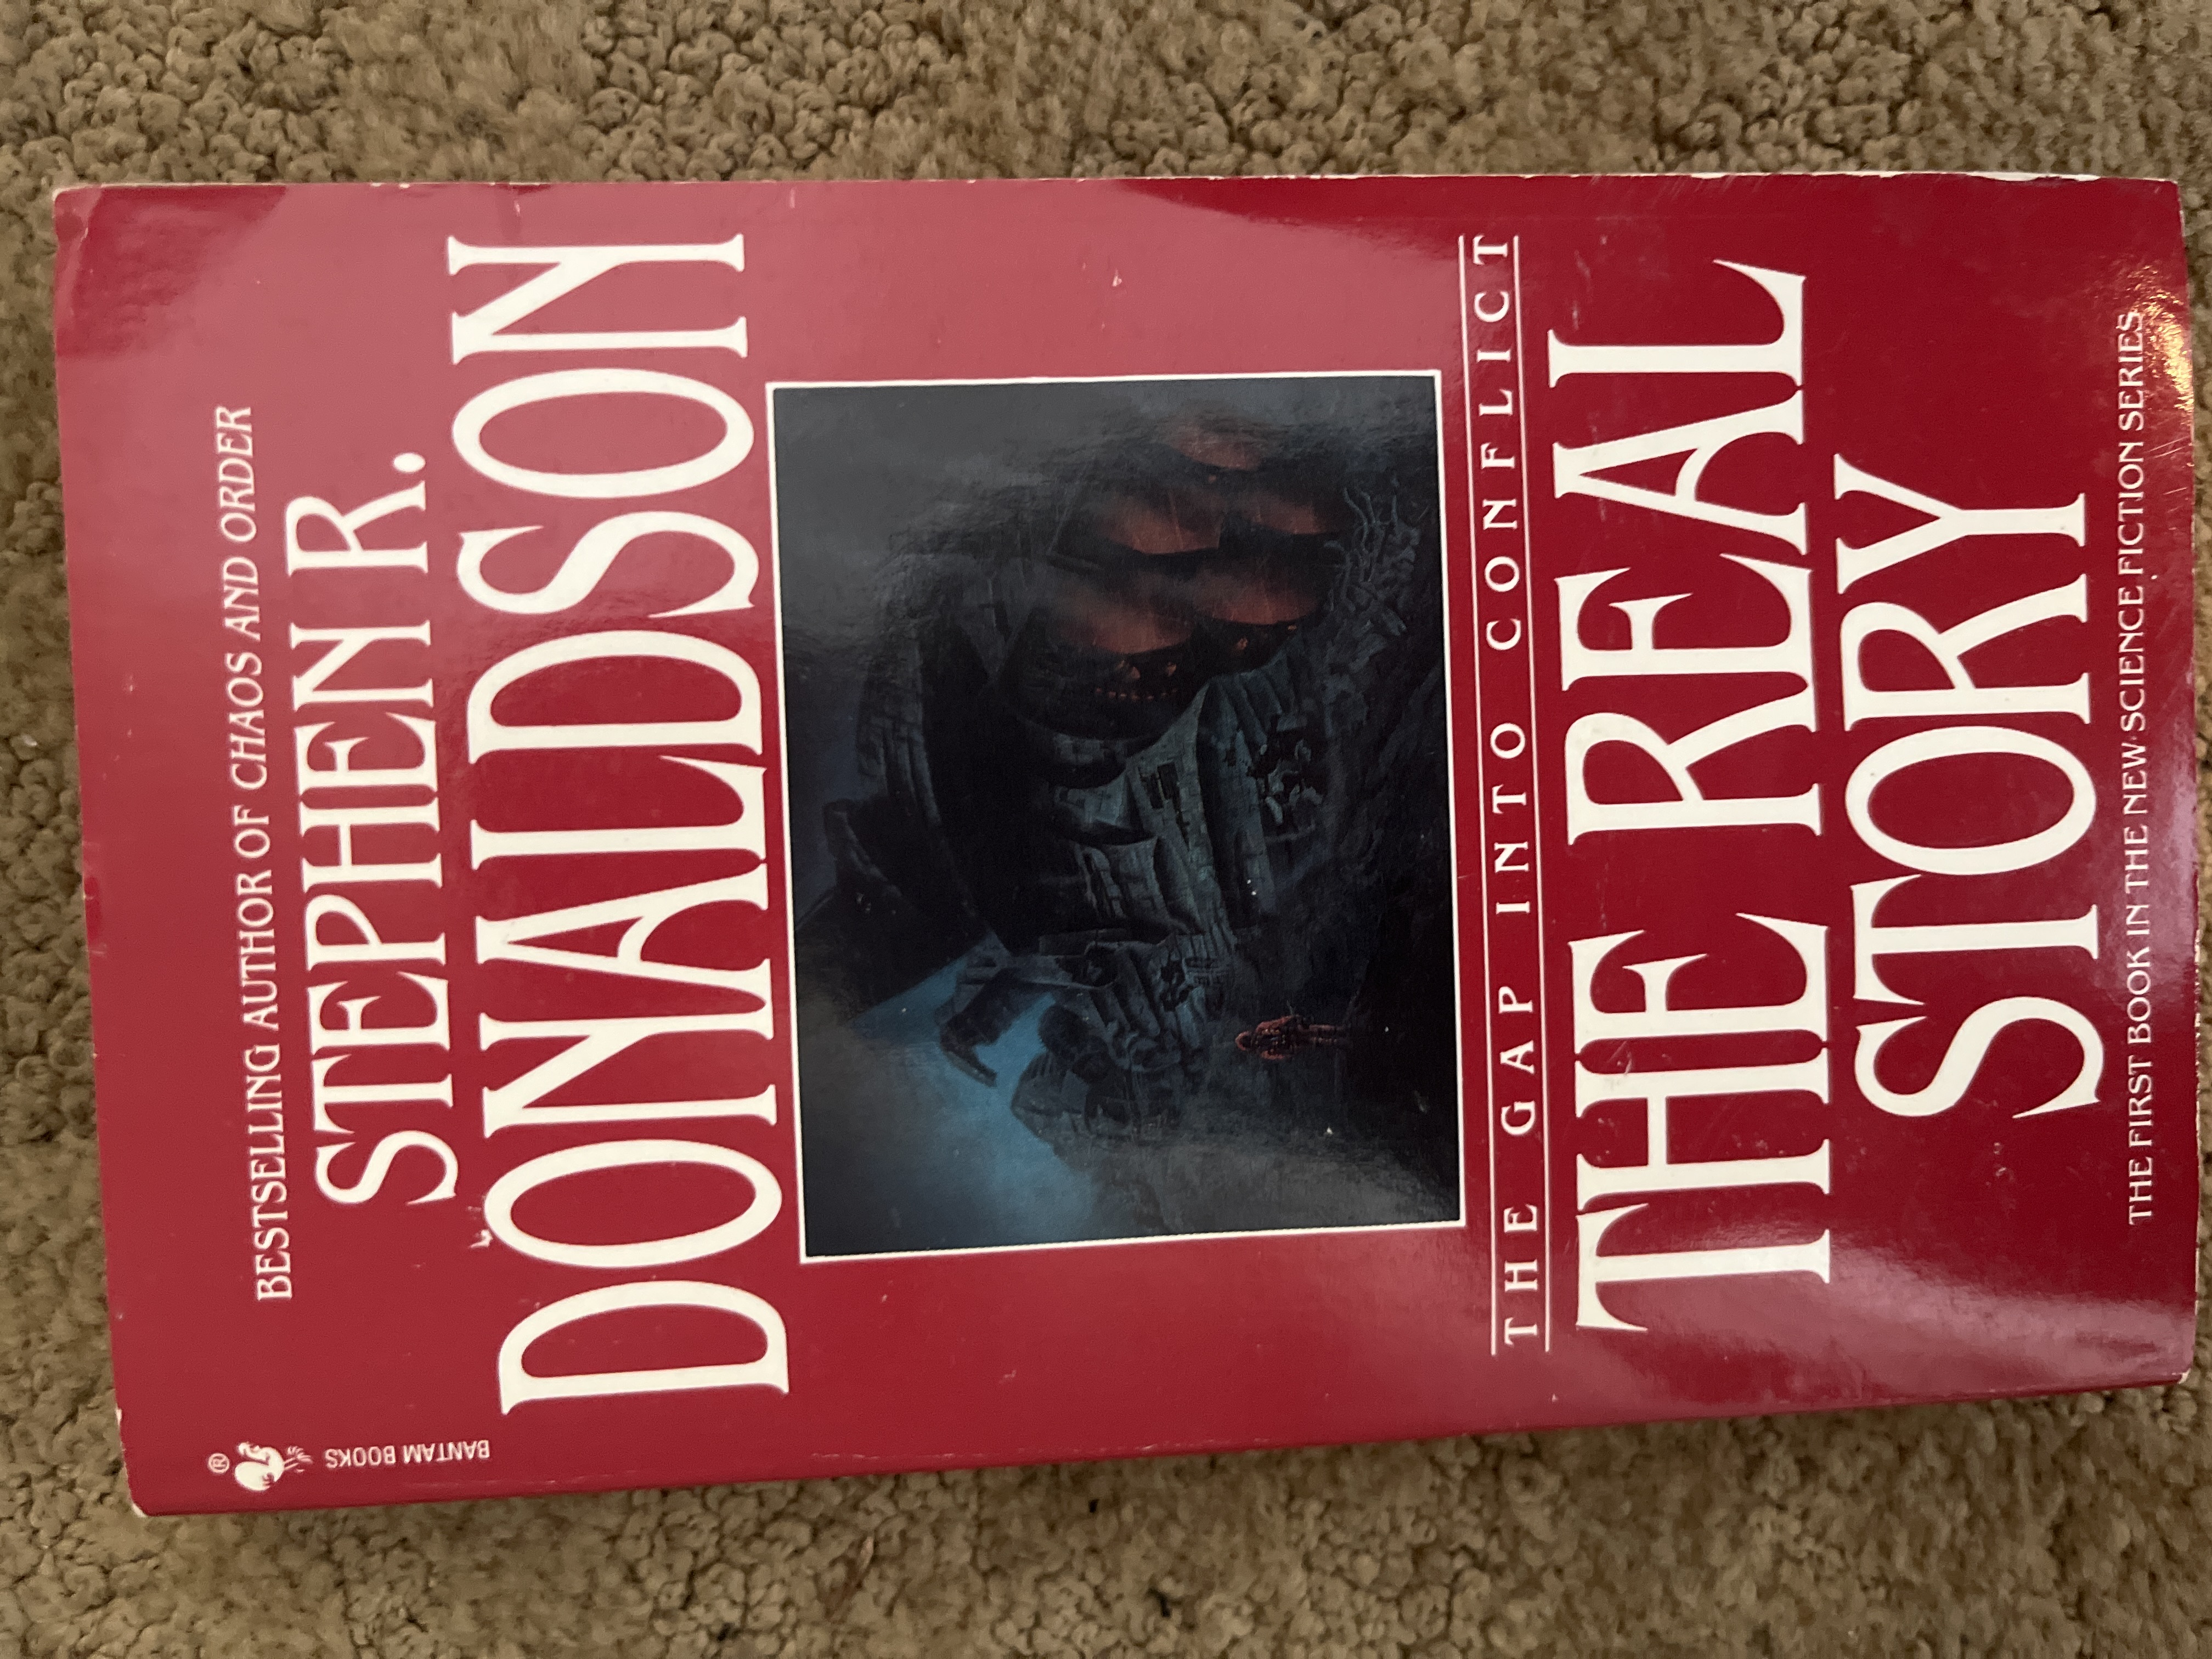 BANTAM BOOKS
®
BESTSELLING AUTHOR OF CHAOS AND ORDER
STEPHEN R.
DONALDSON
THE GAP INTO CONFLICT
THE REAL
STORY
THE FIRST BOOK IN THE NEW SCIENCE FICTION SERIES